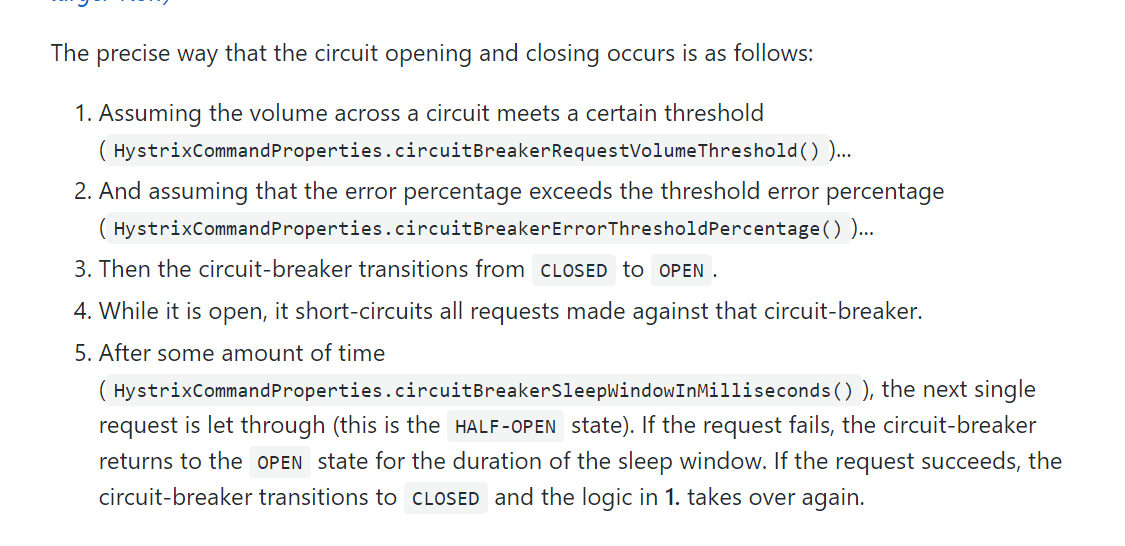 larger view)
The precise way that the circuit opening and closing occurs is as follows:
1. Assuming the volume across a circuit meets a certain threshold
( HystrixCommandProperties.circuitBreakerRequestVolumeThreshold() )...
2. And assuming that the error percentage exceeds the threshold error percentage
( HystrixCommandProperties.circuitBreakerErrorThresholdPercentage() )...
3. Then the circuit-breaker transitions from CLOSED to OPEN .
4. While it is open, it short-circuits all requests made against that circuit-breaker.
5. After some amount of time
( HystrixCommandProperties.circuitBreakerSleepWindowInMilliseconds() ), the next single
request is let through (this is the HALF-OPEN state). If the request fails, the circuit-breaker
returns to the OPEN state for the duration of the sleep window. If the request succeeds, the
circuit-breaker transitions to CLOSED and the logic in 1. takes over again.